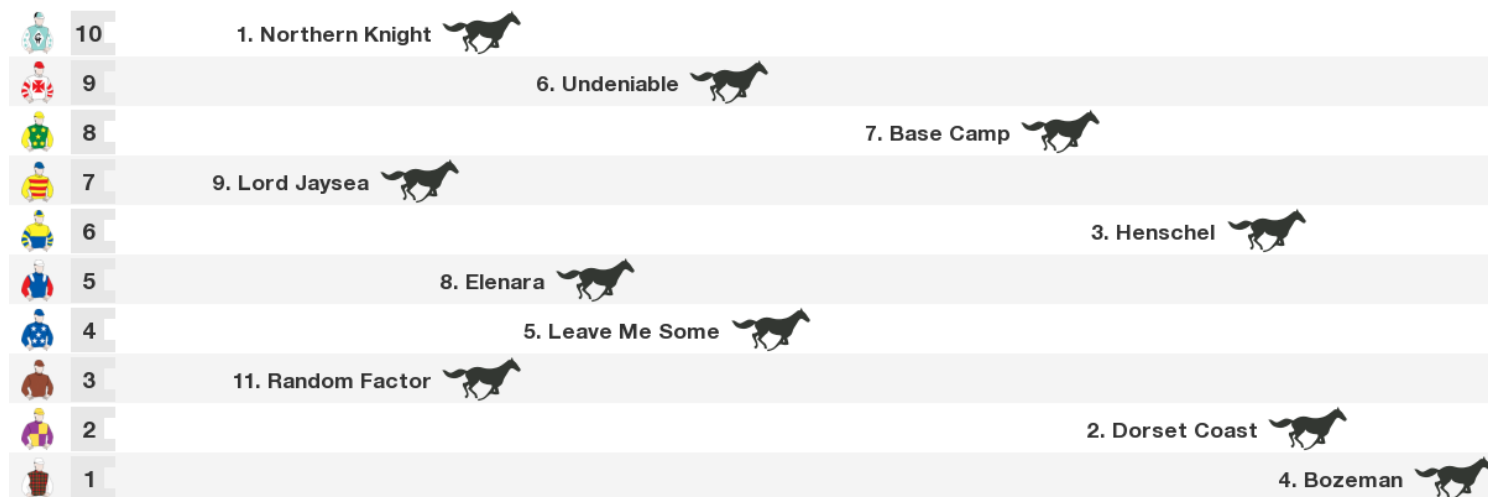 10 1. Northern Knight
9 6. Undeniable
8 7. Base Camp
7 9. Lord Jaysea
6 3. Henschel
5 8. Elenara
4 5. Leave Me Some
3 11. Random Factor
2 2. Dorset Coast
1 4. Bozeman